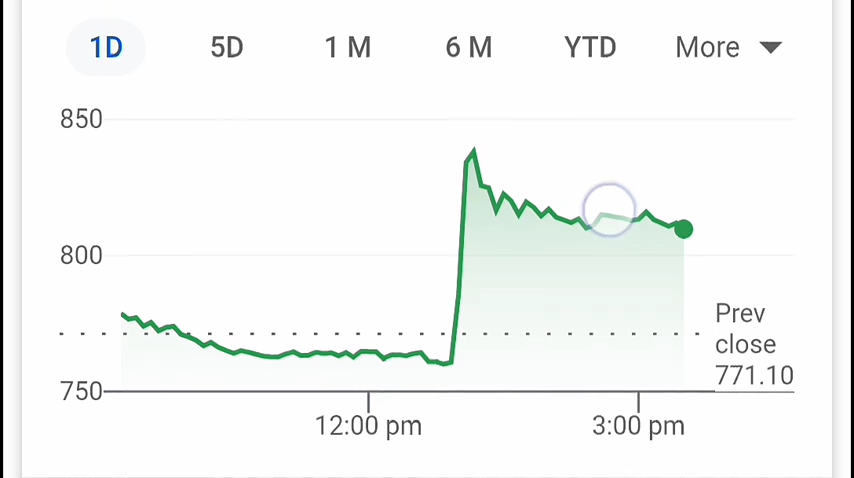 1D 5D 1 M 6 M YTD More
850
800
Prev
close
771.10
750
12:00 pm 3:00 pm